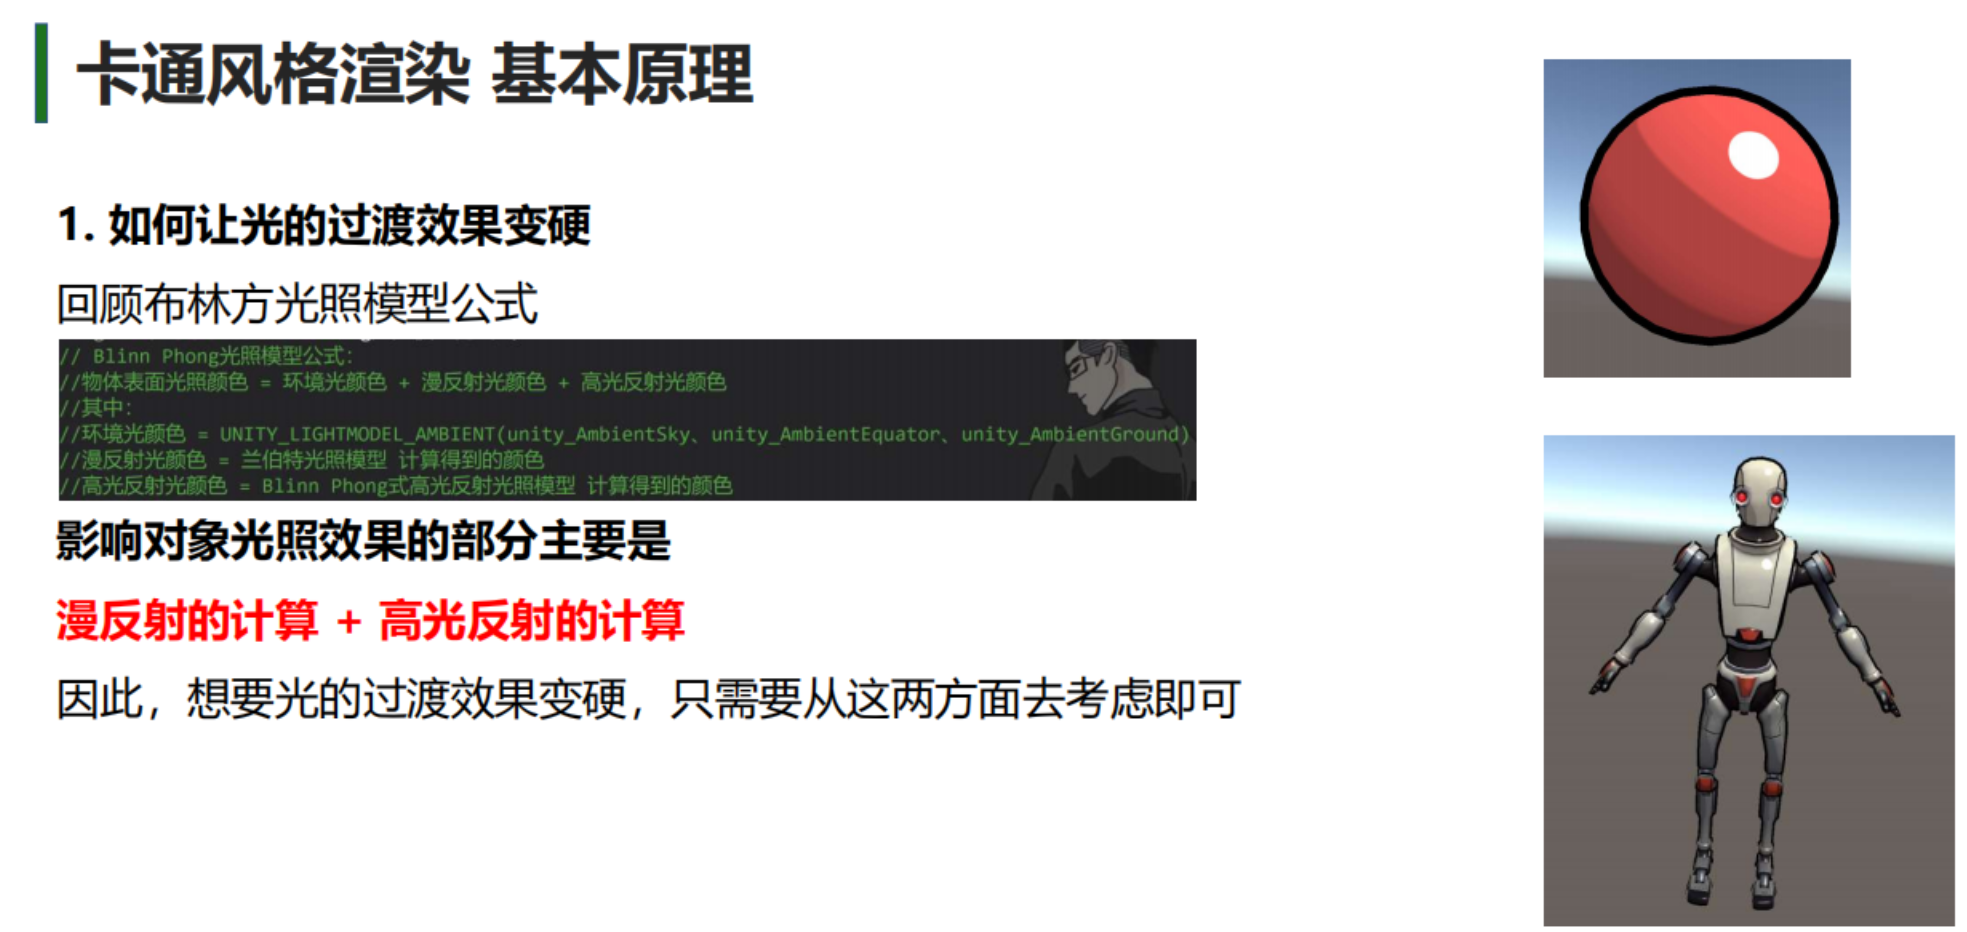 卡通风格渲染 基本原理
1. 如何让光的过渡效果变硬
回顾布林方光照模型公式
// Blinn Phong光照模型公式:
//物体表面光照颜色 = 环境光颜色 + 漫反射光颜色 + 高光反射光颜色
//其中:
//环境光颜色 = UNITY_LIGHTMODEL_AMBIENT(unity_AmbientSky、unity_AmbientEquator、unity_AmbientGround)
//漫反射光颜色 = 兰伯特光照模型 计算得到的颜色
//高光反射光颜色 = Blinn Phong式高光反射光照模型 计算得到的颜色
影响对象光照效果的部分主要是
漫反射的计算 + 高光反射的计算
因此，想要光的过渡效果变硬，只需要从这两方面去考虑即可